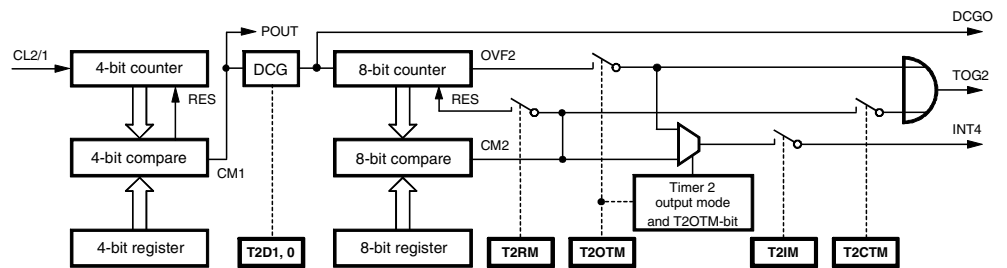 DCGO
POUT
CL2/1
4-bit counter
DCG
8-bit counter
OVF2
TOG2
RES
RES
INT4
4-bit compare
CM1
8-bit compare
CM2
Timer 2
output mode
and T2OTM-bit
4-bit register
T2D1, 0
8-bit register
T2RM
T2OTM
T2IM
T2CTM